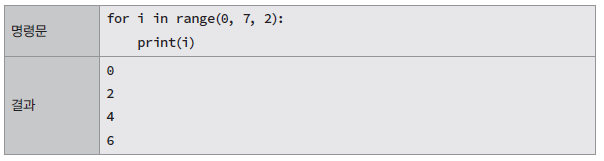 명령문
for i in range(0, 7, 2):
    print(i)
결과
0
2
4
6